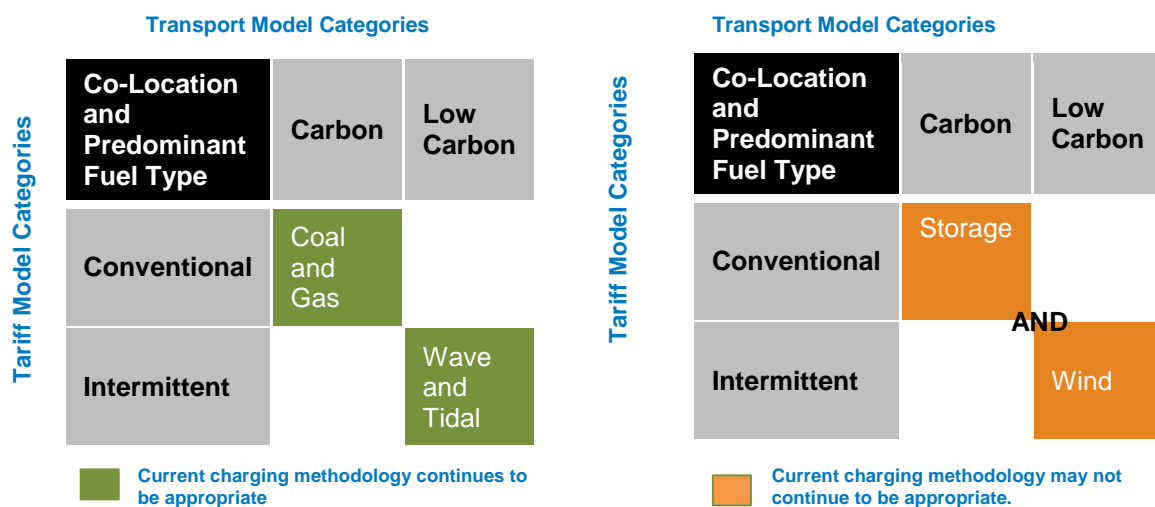 Transport Model Categories
Tariff Model Categories
Co-Location
and
Predominant
Fuel Type
Carbon
Low
Carbon
Conventional
Coal
and
Gas
Intermittent
Wave
and
Tidal
Current charging methodology continues to
be appropriate
Transport Model Categories
Tariff Model Categories
Co-Location
and
Predominant
Fuel Type
Carbon
Low
Carbon
Conventional
Storage
AND
Intermittent
Wind
Current charging methodology may not
continue to be appropriate.